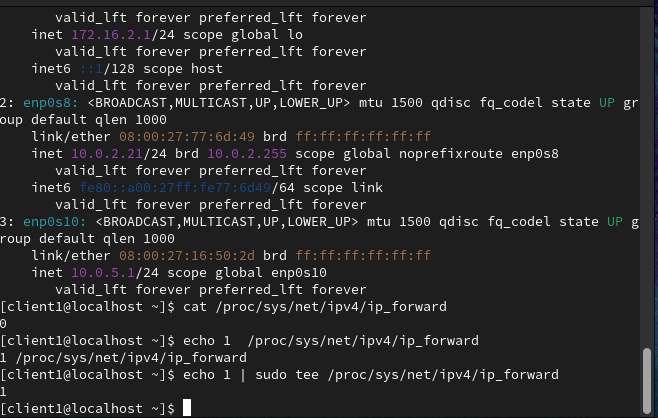 valid_lft forever preferred_lft forever
inet 172.16.2.1/24 scope global lo
valid_lft forever preferred_lft forever
inet6 ::1/128 scope host
valid_lft forever preferred_lft forever
2: enp0s8: <BROADCAST,MULTICAST,UP,LOWER_UP> mtu 1500 qdisc fq_codel state UP gr
oup default qlen 1000
link/ether 08:00:27:77:6d:49 brd ff:ff:ff:ff:ff:ff
inet 10.0.2.21/24 brd 10.0.2.255 scope global noprefixroute enp0s8
valid_lft forever preferred_lft forever
inet6 fe80::a00:27ff:fe77:6d49/64 scope link
valid_lft forever preferred_lft forever
3: enp0s10: <BROADCAST,MULTICAST,UP,LOWER_UP> mtu 1500 qdisc fq_codel state UP g
roup default qlen 1000
link/ether 08:00:27:16:50:2d brd ff:ff:ff:ff:ff:ff
inet 10.0.5.1/24 scope global enp0s10
valid_lft forever preferred_lft forever
[client1@localhost ~]$ cat /proc/sys/net/ipv4/ip_forward
0
[client1@localhost ~]$ echo 1  /proc/sys/net/ipv4/ip_forward
1 /proc/sys/net/ipv4/ip_forward
[client1@localhost ~]$ echo 1 | sudo tee /proc/sys/net/ipv4/ip_forward
1
[client1@localhost ~]$